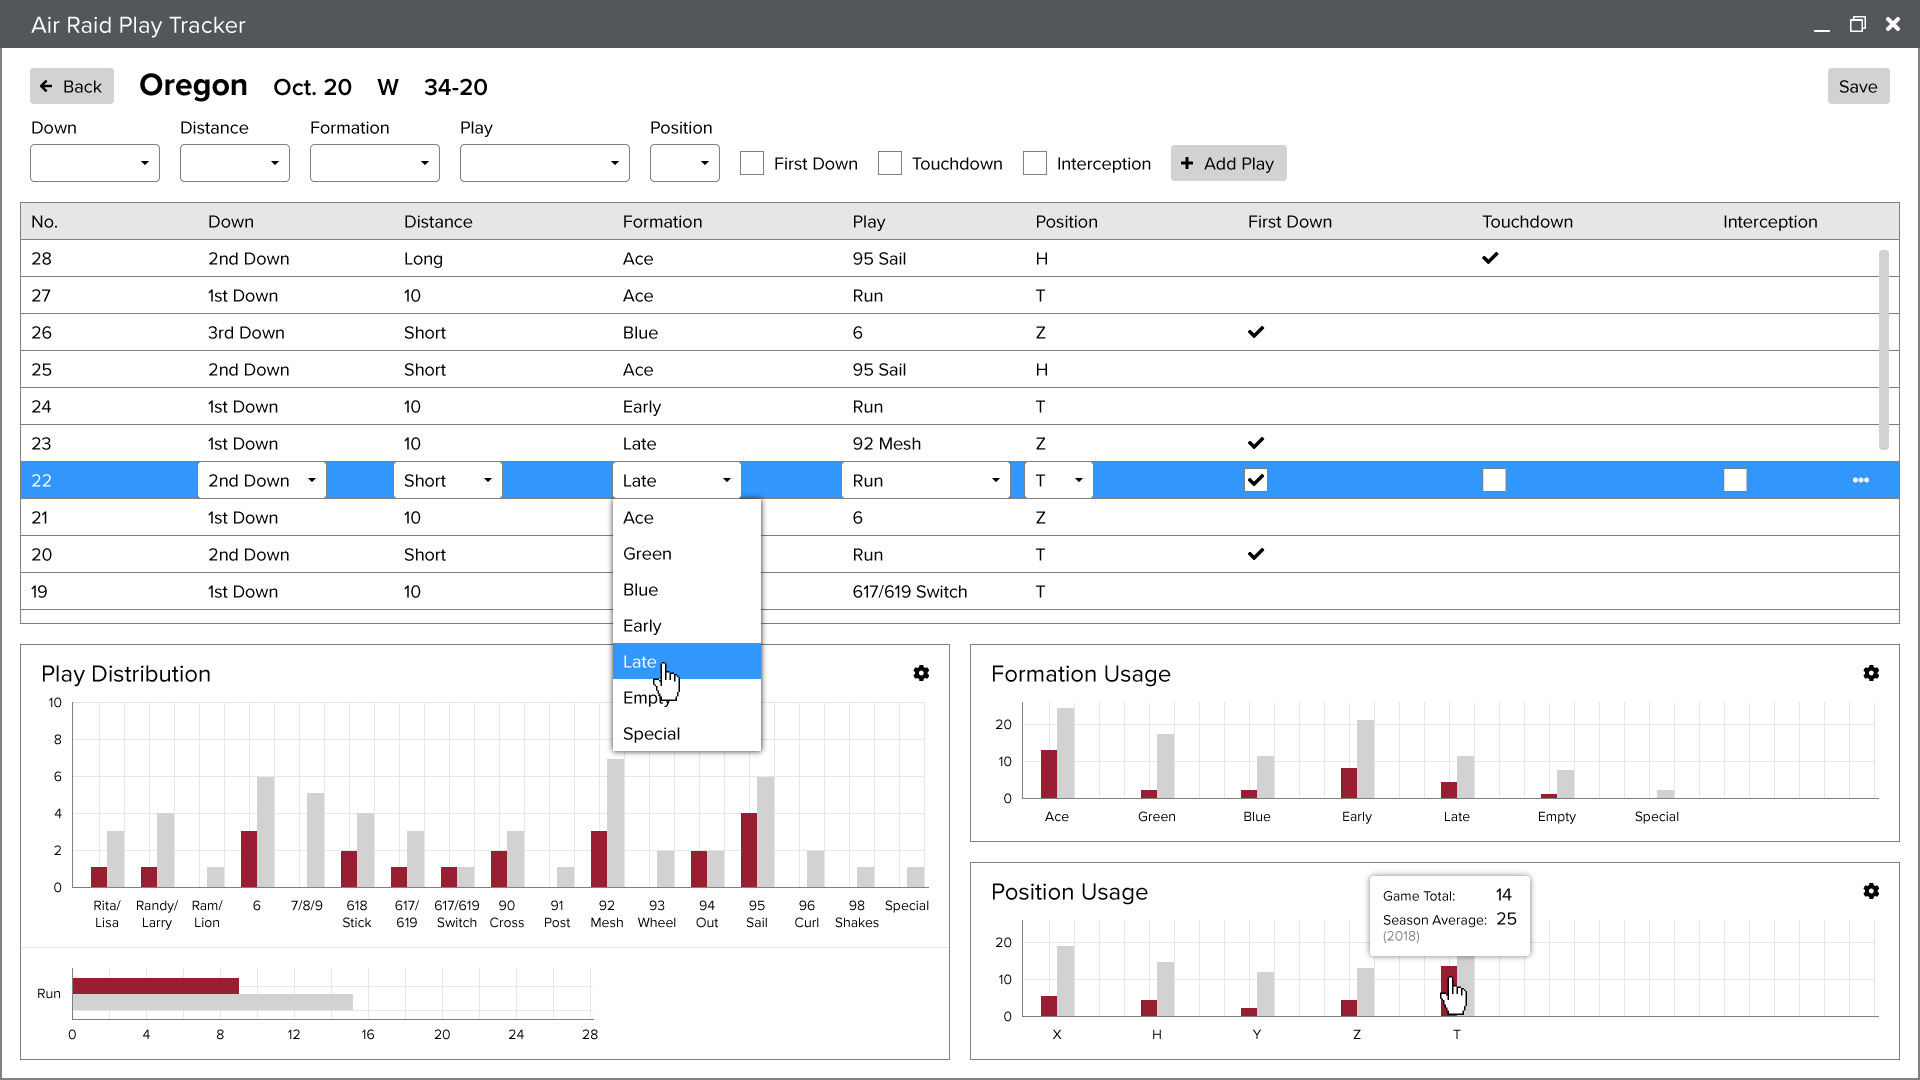 Air Raid Play Tracker
Back Oregon Oct. 20 W 34-20 Save
Down Distance Formation Play Position
First Down Touchdown Interception + Add Play
No. Down Distance Formation Play Position First Down Touchdown Interception
28 2nd Down Long Ace 95 Sail H
27 1st Down 10 Ace Run T
26 3rd Down Short Blue 6 Z
25 2nd Down Short Ace 95 Sail H
24 1st Down 10 Early Run T
23 1st Down 10 Late 92 Mesh Z
22 2nd Down Short Late Run T
21 1st Down 10 6 Z
20 2nd Down Short Run T
19 1st Down 10 617/619 Switch T
Ace
Green
Blue
Early
Late
Empty
Special
Play Distribution
10
8
6
4
2
0
Rita/ Randy/ Ram/ 6 7/8/9 618 617/ 617/619 90 91 92 93 94 95 96 98 Special
Lisa Larry Lion Stick 619 Switch Cross Post Mesh Wheel Out Sail Curl Shakes
Run
0 4 8 12 16 20 24 28
Formation Usage
20
10
0
Ace Green Blue Early Late Empty Special
Position Usage
Game Total: 14
Season Average: 25
(2018)
20
10
0
X H Y Z T